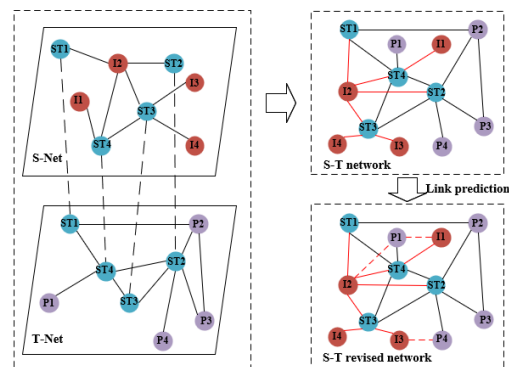 ST1
I2
ST2
I3
I1
ST3
ST4
I4
S-Net
ST1
P2
ST4
ST2
P1
ST3
P3
P4
T-Net
ST1
P2
P1
I1
ST4
I2
ST2
ST3
P3
I4
I3
P4
S-T network
Link prediction
ST1
P2
P1
I1
ST4
I2
ST2
ST3
P3
I4
I3
P4
S-T revised network